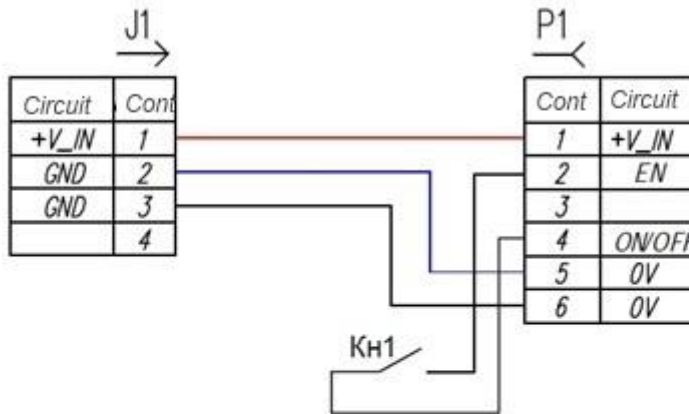 J1
P1
Circuit Cont
+V_IN 1
GND 2
GND 3
4
Cont Circuit
1 +V_IN
2 EN
3
4 ON/OFF
5 0V
6 0V
Кн1